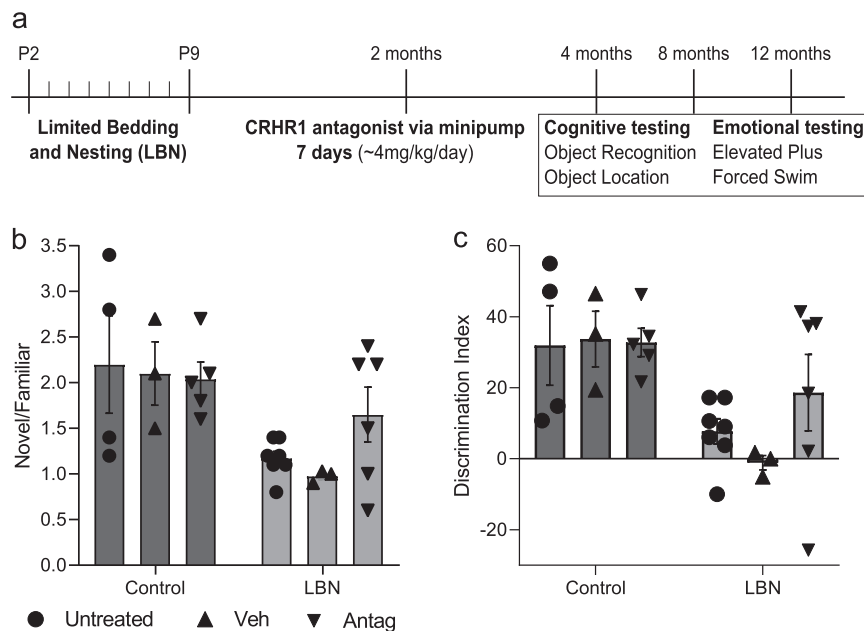 a
P2 P9 2 months 4 months 8 months 12 months
Limited Bedding
and Nesting (LBN)
CRHR1 antagonist via minipump
7 days (~4mg/kg/day)
Cognitive testing
Object Recognition
Object Location
Emotional testing
Elevated Plus
Forced Swim
b
Novel/Familiar
3.5
3.0
2.5
2.0
1.5
1.0
0.5
0.0
Control LBN
c
Discrimination Index
60
40
20
0
-20
Control LBN
Untreated Veh Antag